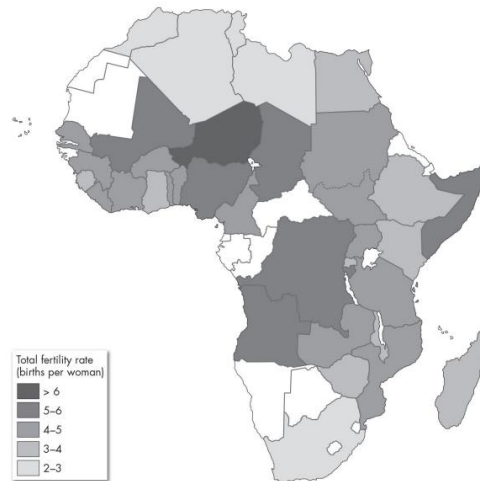 Total fertility rate
(births per woman)
> 6
5–6
4–5
3–4
2–3